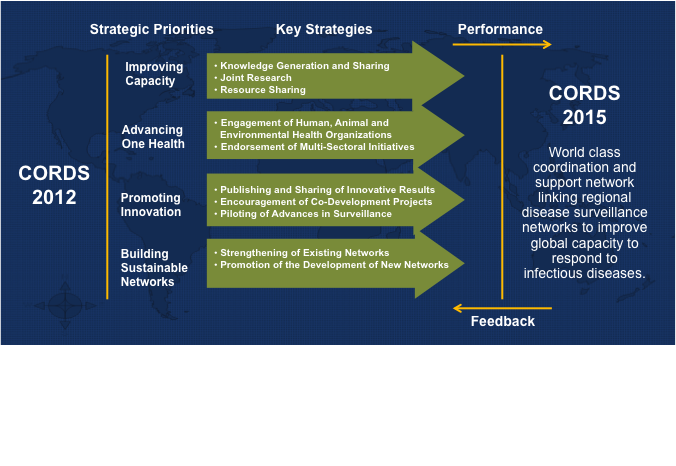 Strategic Priorities
Key Strategies
Performance
CORDS
2012
Improving
Capacity
• Knowledge Generation and Sharing
• Joint Research
• Resource Sharing
Advancing
One Health
• Engagement of Human, Animal and
Environmental Health Organizations
• Endorsement of Multi-Sectoral Initiatives
Promoting
Innovation
• Publishing and Sharing of Innovative Results
• Encouragement of Co-Development Projects
• Piloting of Advances in Surveillance
Building
Sustainable
Networks
• Strengthening of Existing Networks
• Promotion of the Development of New Networks
CORDS
2015
World class
coordination and
support network
linking regional
disease surveillance
networks to improve
global capacity to
respond to
infectious diseases.
Feedback